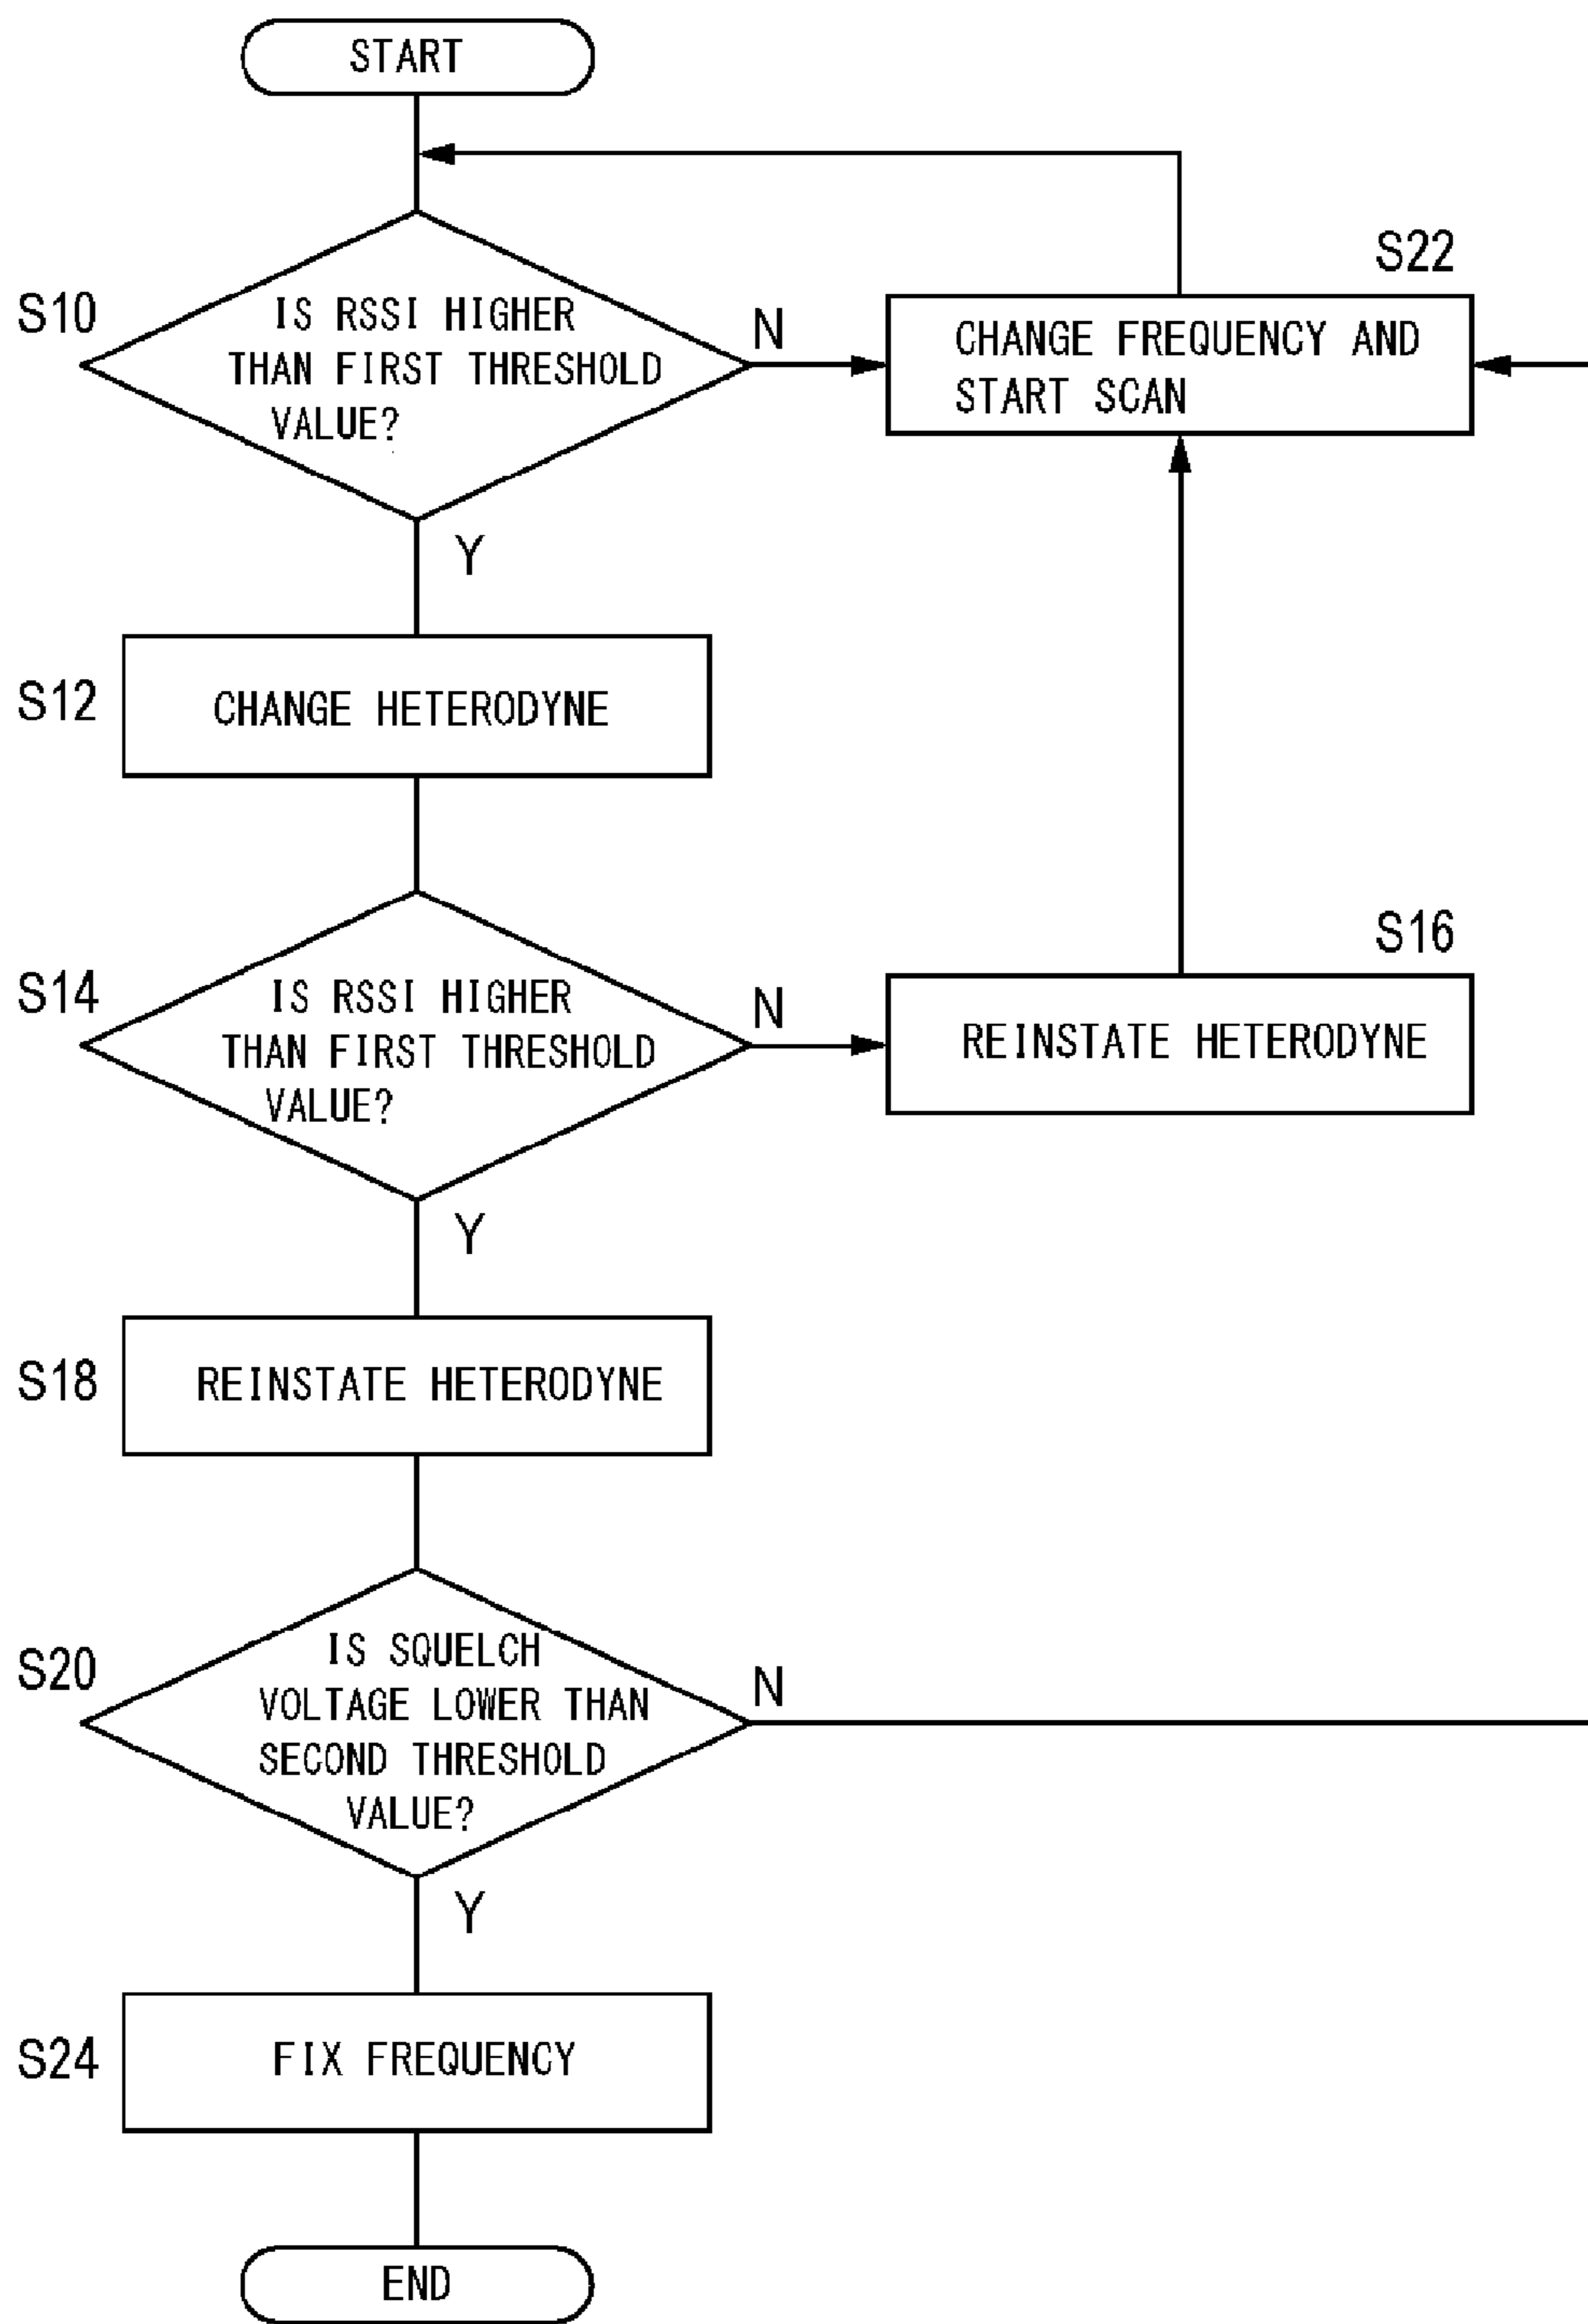 START
S22
S10
IS RSSI HIGHER
THAN FIRST THRESHOLD
VALUE?
N
CHANGE FREQUENCY AND
START SCAN
Y
S12
CHANGE HETERODYNE
S16
S14
IS RSSI HIGHER
THAN FIRST THRESHOLD
VALUE?
N
REINSTATE HETERODYNE
Y
S18
REINSTATE HETERODYNE
S20
IS SQUELCH
VOLTAGE LOWER THAN
SECOND THRESHOLD
VALUE?
N
Y
S24
FIX FREQUENCY
END